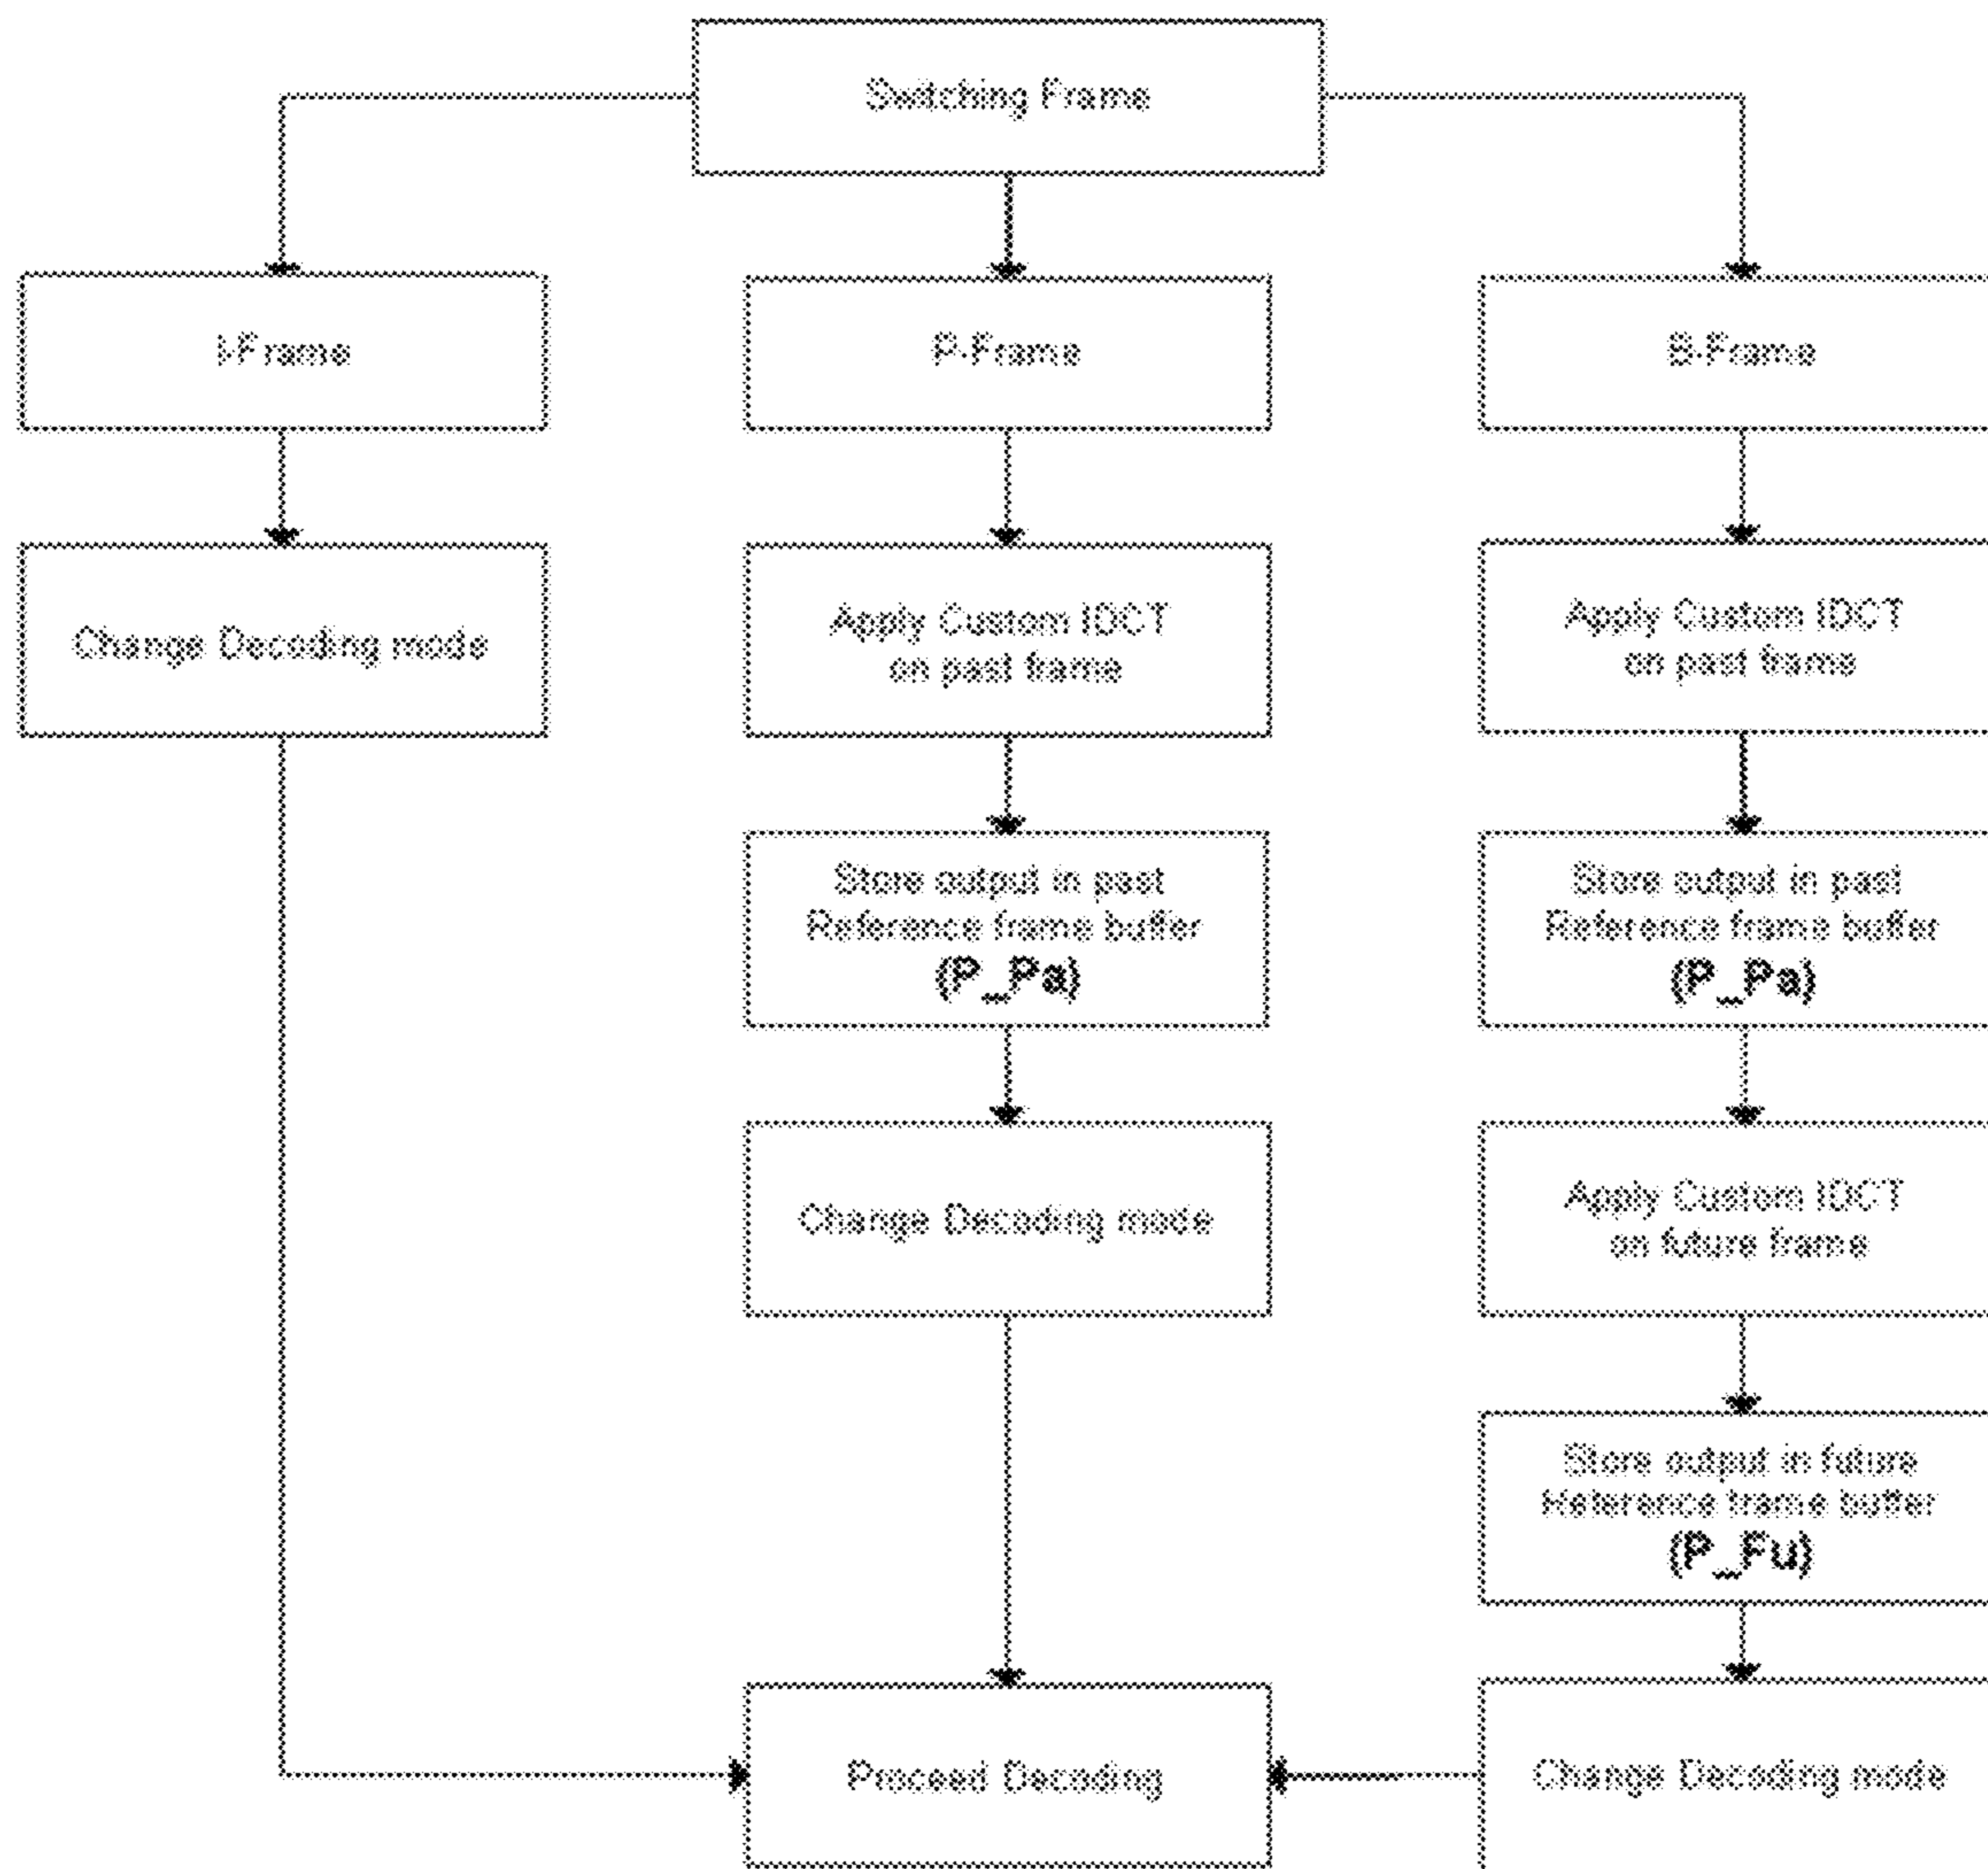 Switching Frame
I-Frame
P-Frame
B-Frame
Change Decoding mode
Apply Custom IDCT
on past frame
Apply Custom IDCT
on past frame
Store output in past
Reference frame buffer
(P_Pa)
Store output in past
Reference frame buffer
(P_Pa)
Change Decoding mode
Apply Custom IDCT
on future frame
Store output in future
Reference frame buffer
(P_Fu)
Proceed Decoding
Change Decoding mode